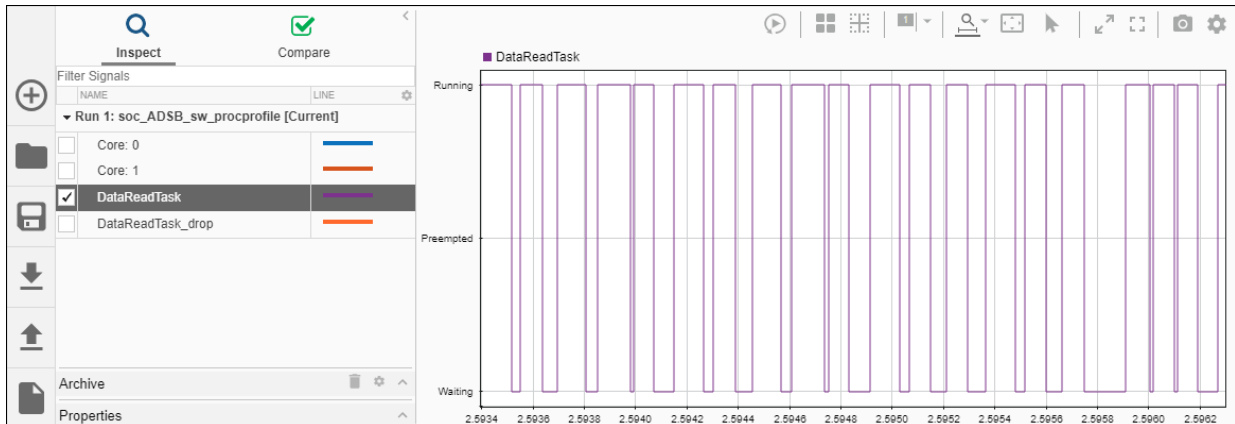 Inspect
Compare
Filter Signals
NAME
LINE
Run 1: soc_ADSB_sw_procprofile [Current]
Core: 0
Core: 1
DataReadTask
DataReadTask_drop
Archive
Properties
1
DataReadTask
Running
Preempted
Waiting
2.5934 2.5936 2.5938 2.5940 2.5942 2.5944 2.5946 2.5948 2.5950 2.5952 2.5954 2.5956 2.5958 2.5960 2.5962